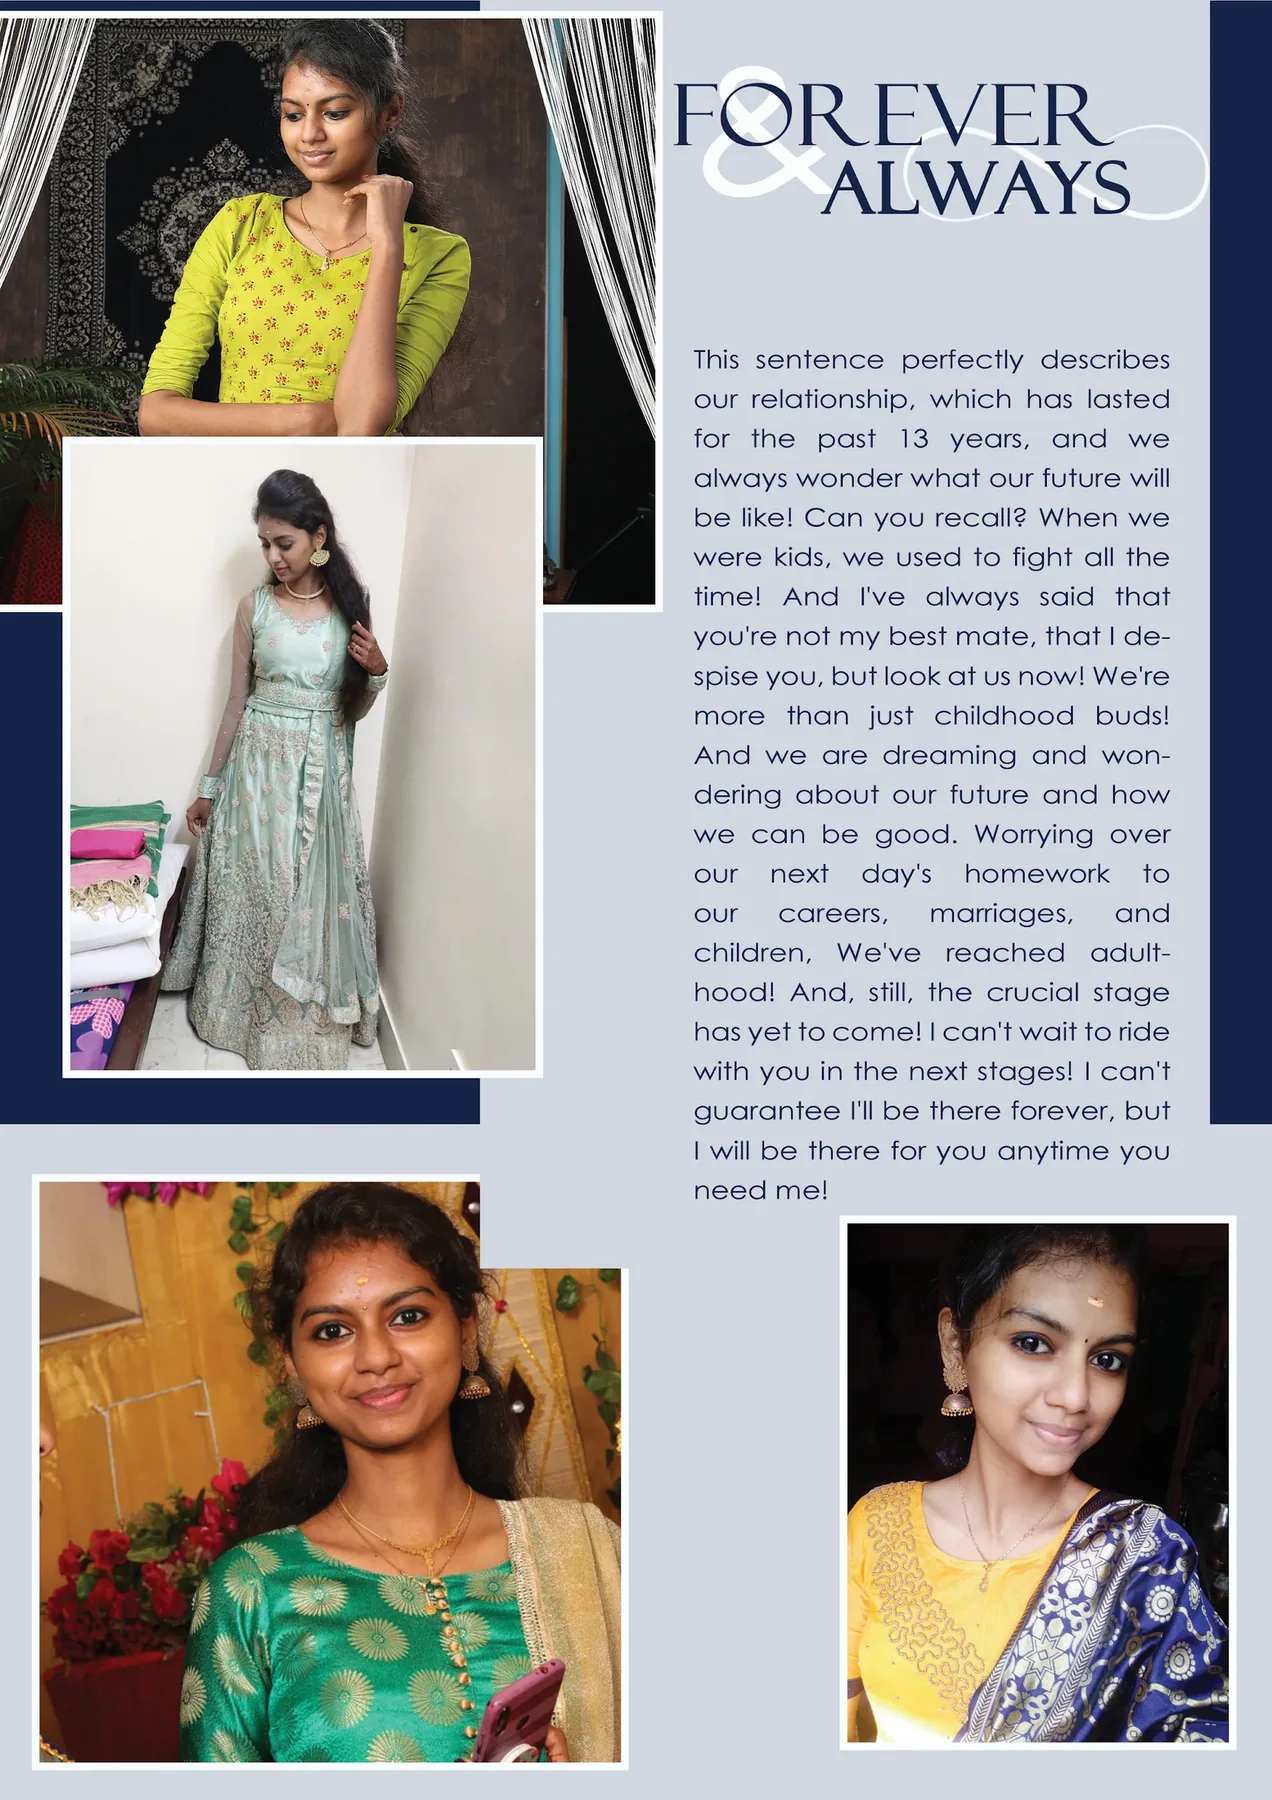 FOREVER
&
ALWAYS
This sentence perfectly describes
our relationship, which has lasted
for the past 13 years, and we
always wonder what our future will
be like! Can you recall? When we
were kids, we used to fight all the
time! And I've always said that
you're not my best mate, that I de-
spise you, but look at us now! We're
more than just childhood buds!
And we are dreaming and won-
dering about our future and how
we can be good. Worrying over
our next day's homework to
our careers, marriages, and
children, We've reached adult-
hood! And, still, the crucial stage
has yet to come! I can't wait to ride
with you in the next stages! I can't
guarantee I'll be there forever, but
I will be there for you anytime you
need me!